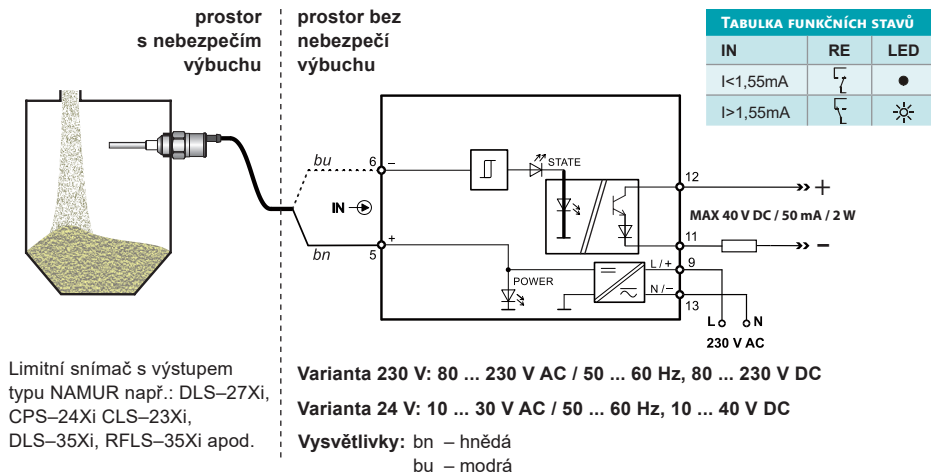 prostor
s nebezpečím
výbuchu
prostor bez
nebezpečí
výbuchu
TABULKA FUNKČNÍCH STAVŮ
IN RE LED
I<1,55mA
I>1,55mA
bu
6 –
STATE
12
+
IN
MAX 40 V DC / 50 mA / 2 W
+
5
bn
11
–
L / +
9
POWER
N / –
13
L N
230 V AC
Limitní snímač s výstupem
typu NAMUR např.: DLS–27Xi,
CPS–24Xi CLS–23Xi,
DLS–35Xi, RFLS–35Xi apod.
Varianta 230 V: 80 ... 230 V AC / 50 ... 60 Hz, 80 ... 230 V DC
Varianta 24 V: 10 ... 30 V AC / 50 ... 60 Hz, 10 ... 40 V DC
Vysvětlivky: bn – hnědá
bu – modrá